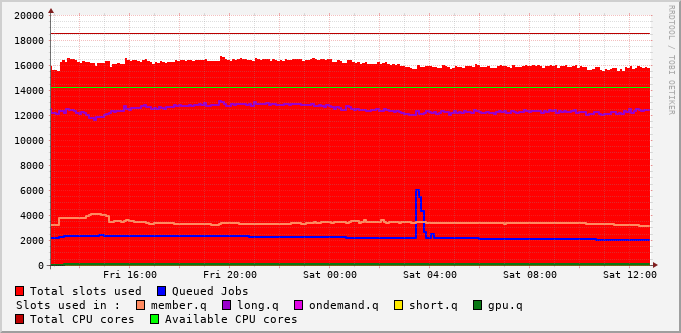 RRDTOOL / TOBI OETIKER
20000
18000
16000
14000
12000
10000
8000
6000
4000
2000
0
Fri 16:00 Fri 20:00 Sat 00:00 Sat 04:00 Sat 08:00 Sat 12:00
Total slots used Queued Jobs
Slots used in : member.q long.q ondemand.q short.q gpu.q
Total CPU cores Available CPU cores